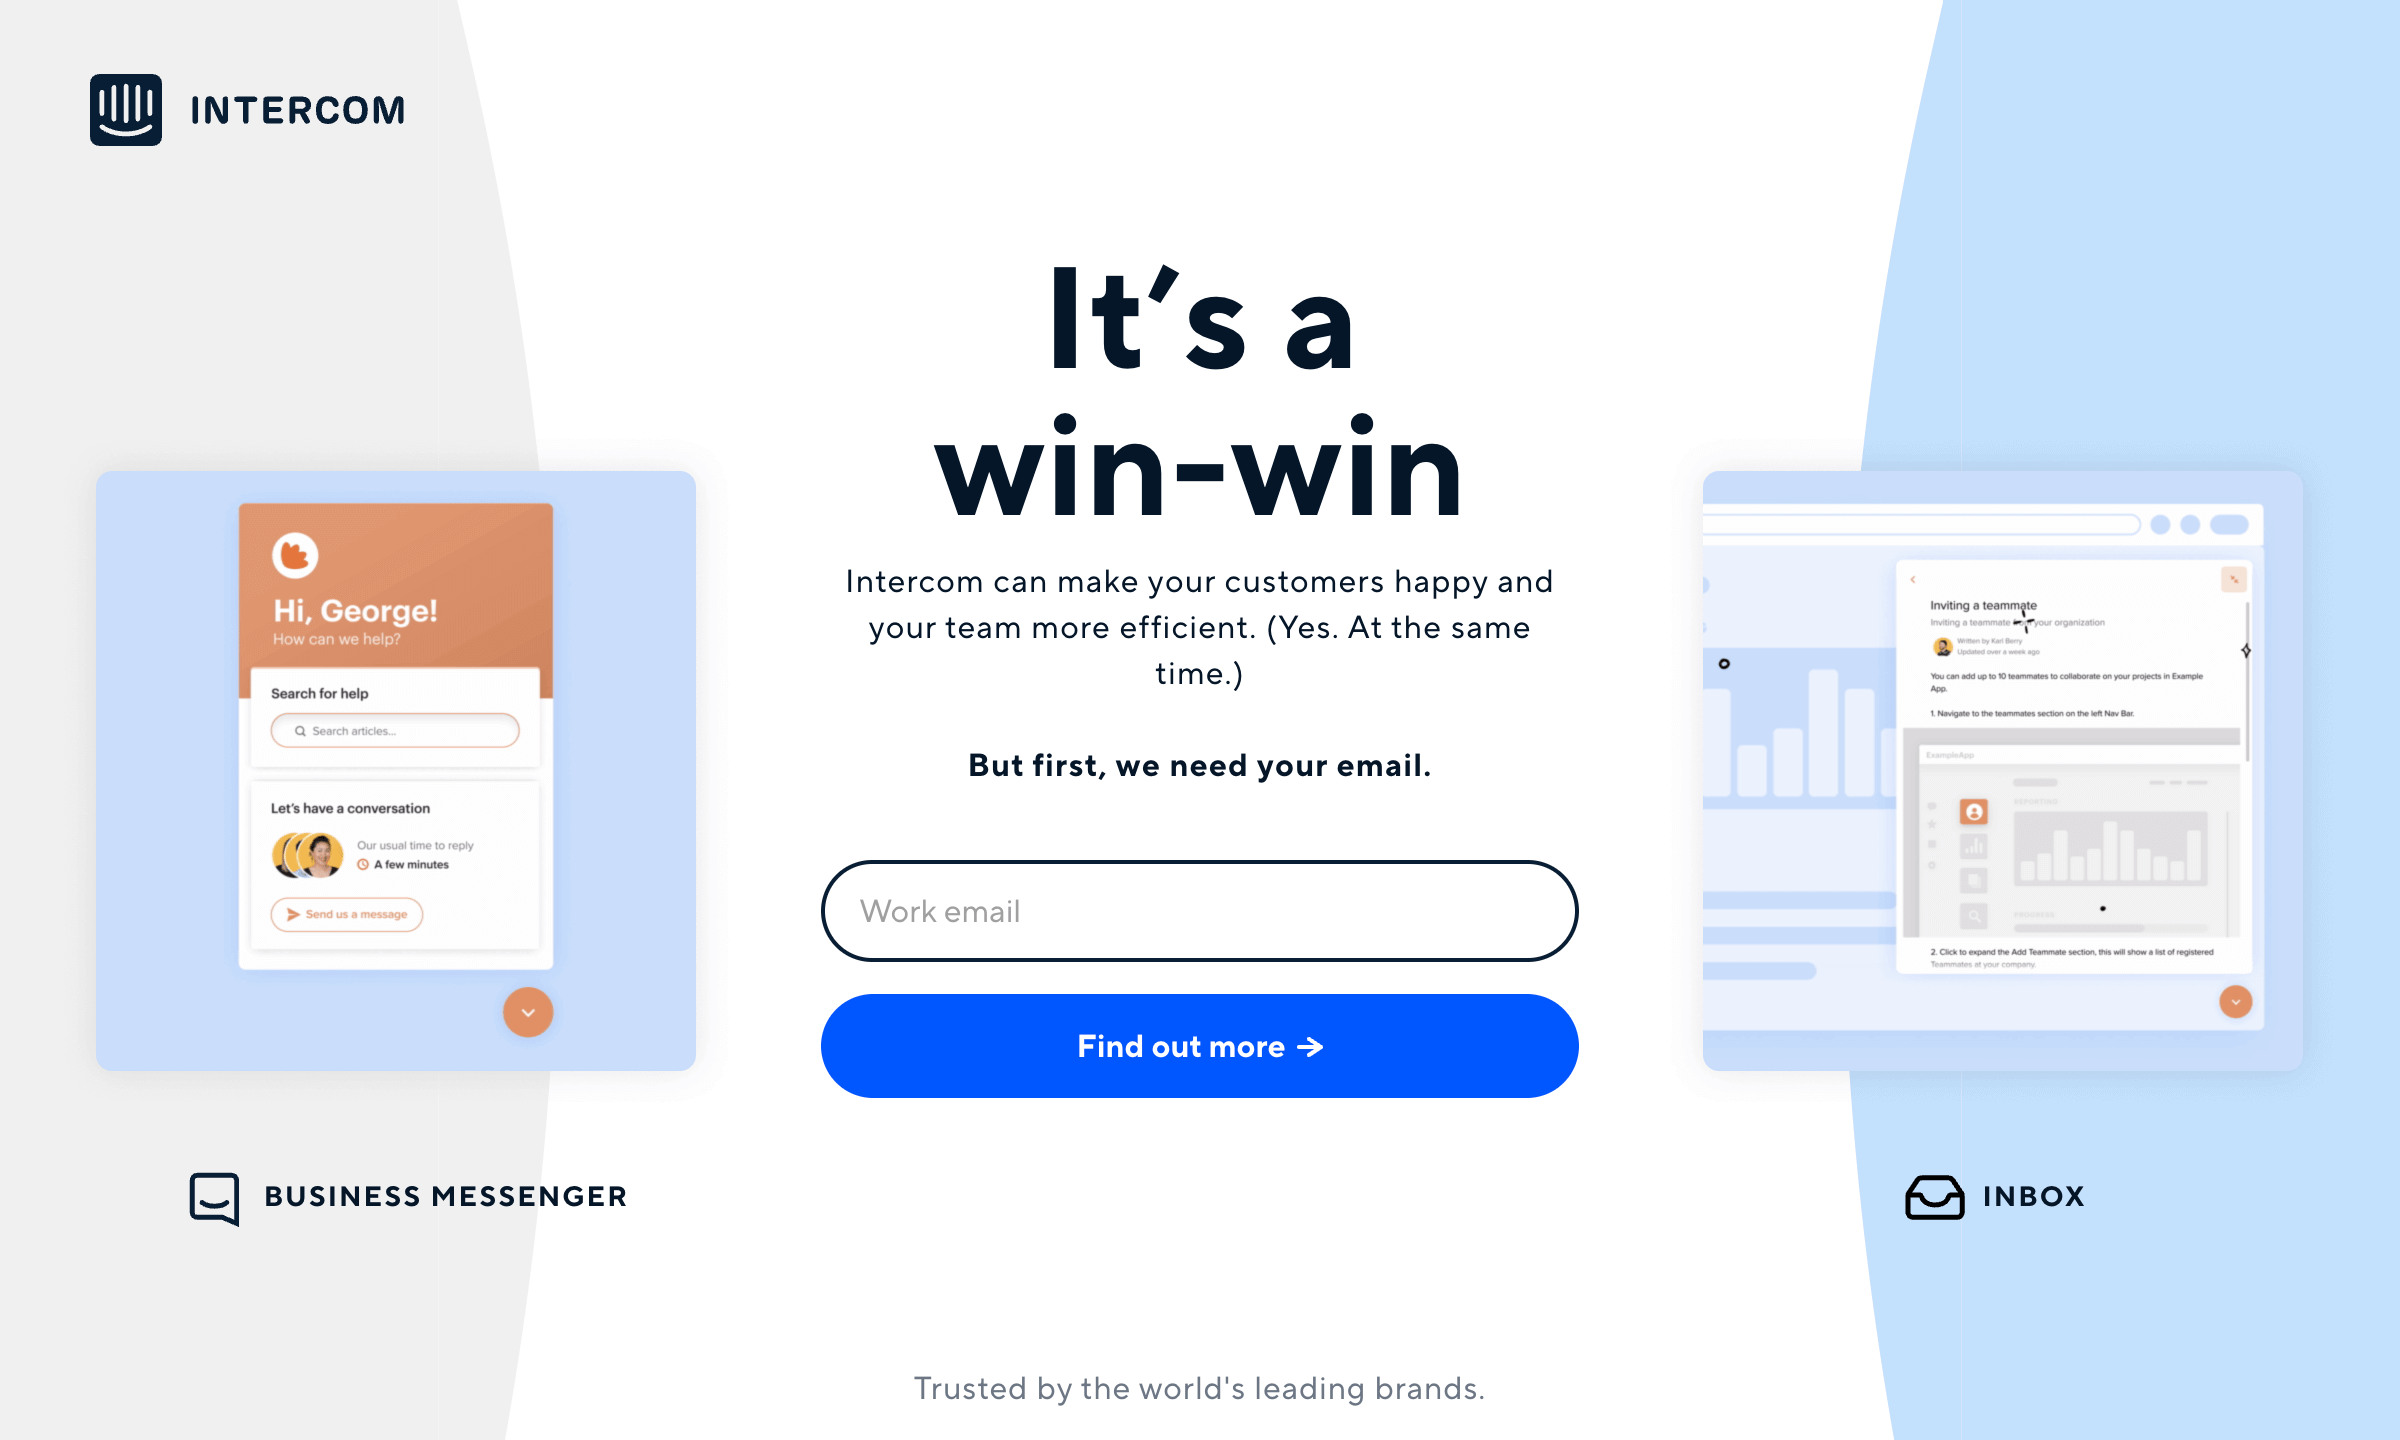 INTERCOM
It's a
win-win
Intercom can make your customers happy and
your team more efficient. (Yes. At the same
time.)
But first, we need your email.
Work email
Find out more →
Hi, George!
How can we help?
Search for help
Search articles...
Let's have a conversation
Our usual time to reply
A few minutes
Send us a message
BUSINESS MESSENGER
Inviting a teammate
Inviting a teammate your organization
Written by Karl Berry
Updated over a week ago
You can add up to 10 teammates to collaborate on your projects in Example
App.
1. Navigate to the teammates section on the left Nav Bar.
ExampleApp
REPORTING
PROGRESS
2. Click to expand the Add Teammate section, this will show a list of registered
Teammates at your company.
INBOX
Trusted by the world's leading brands.